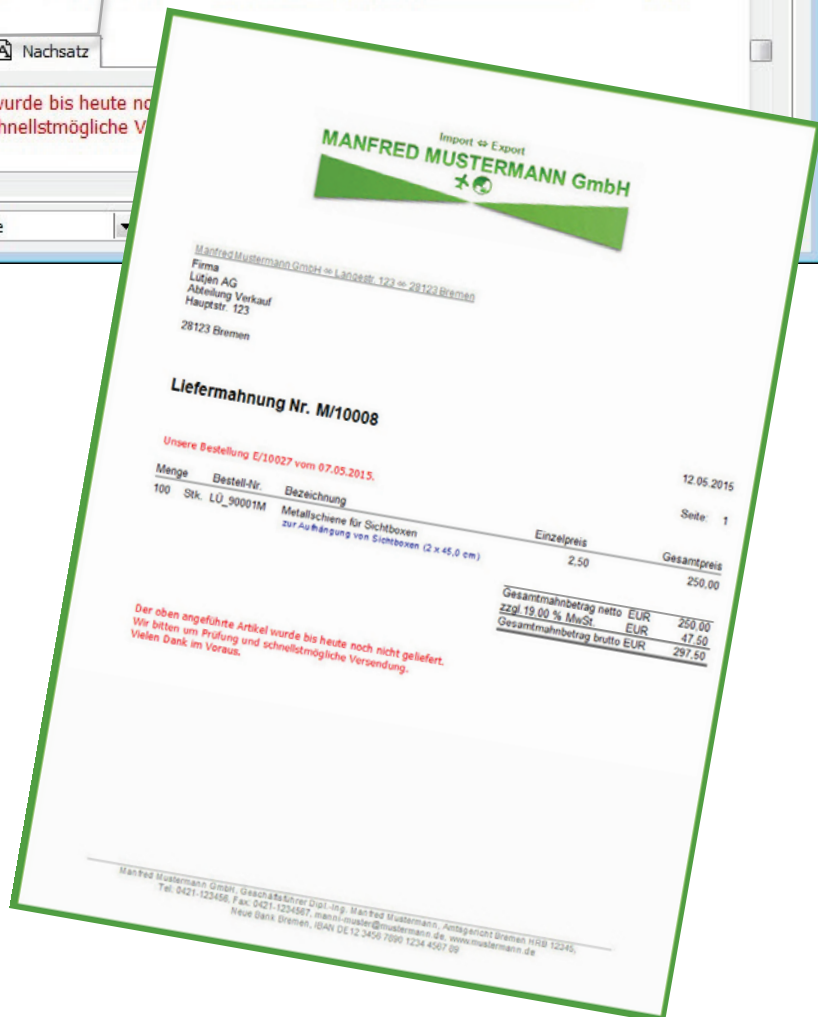 Nachsatz
wurde bis heute
hnellstmögliche
Import ⇔ Export
MANFRED MUSTERMANN GmbH
Manfred Mustermann GmbH ∞ Langestr. 123 ∞ 28123 Bremen
Firma
Lütjen AG
Abteilung Verkauf
Hauptstr. 123
28123 Bremen
Liefermahnung Nr. M/10008
Unsere Bestellung E/10027 vom 07.05.2015.
12.05.2015
Seite: 1
Menge Bestell-Nr. Bezeichnung Einzelpreis Gesamtpreis
100 Stk. LÜ_90001M Metallschiene für Sichtboxen 2,50 250,00
zur Aufhängung von Sichtboxen (2 x 45,0 cm)
Gesamtmahnbetrag netto EUR 250,00
zzgl. 19,00 % MwSt. EUR 47,50
Gesamtmahnbetrag brutto EUR 297,50
Der oben angeführte Artikel wurde bis heute noch nicht geliefert.
Wir bitten um Prüfung und schnellstmögliche Versendung.
Vielen Dank im Voraus.
Manfred Mustermann GmbH, Geschäftsführer Dipl.-Ing. Manfred Mustermann, Amtsgericht Bremen HRB 12345,
Tel: 0421-123456, Fax: 0421-1234567, manni-muster@mustermann.de, www.mustermann.de
Neue Bank Bremen, IBAN DE12 3456 7890 1234 4567 09